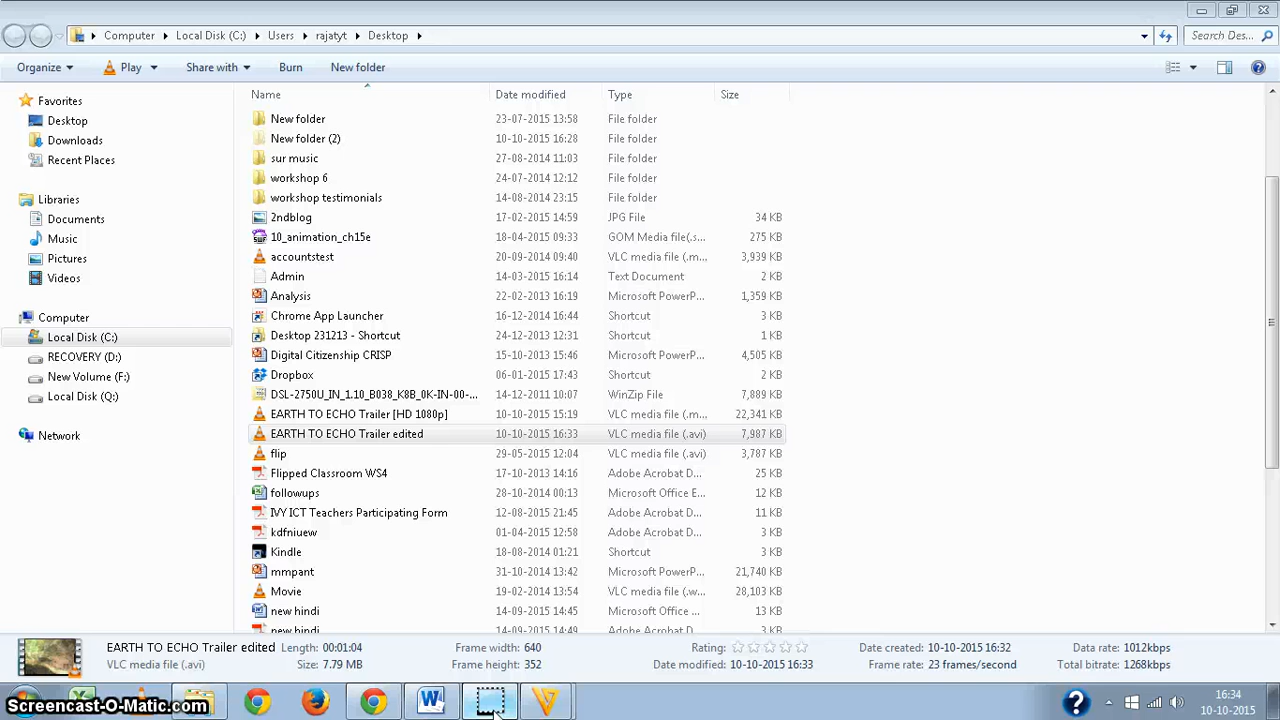 Computer Local Disk (C:) Users rajatyt Desktop Search Des...
Organize Play Share with Burn New folder
Name Date modified Type Size
Favorites
Desktop
Downloads
Recent Places
Libraries
Documents
Music
Pictures
Videos
Computer
Local Disk (C:)
RECOVERY (D:)
New Volume (F:)
Local Disk (Q:)
Network
New folder 23-07-2015 13:58 File folder
New folder (2) 10-10-2015 16:28 File folder
sur music 27-08-2014 11:03 File folder
workshop 6 24-07-2014 12:12 File folder
workshop testimonials 14-08-2014 23:15 File folder
2ndblog 17-02-2015 14:59 JPG File 34 KB
10_animation_ch15e 18-04-2015 09:33 GOM Media file(.s... 275 KB
accountstest 20-09-2014 09:40 VLC media file (.m... 3,939 KB
Admin 14-03-2015 16:14 Text Document 2 KB
Analysis 22-02-2013 16:19 Microsoft PowerP... 1,359 KB
Chrome App Launcher 16-12-2014 16:44 Shortcut 3 KB
Desktop 231213 - Shortcut 24-12-2013 12:31 Shortcut 1 KB
Digital Citizenship CRISP 15-10-2013 15:46 Microsoft PowerP... 4,505 KB
Dropbox 06-01-2015 17:43 Shortcut 2 KB
DSL-2750U_IN_1.10_B038_K8B_0K-IN-00-... 14-12-2011 10:07 WinZip File 7,889 KB
EARTH TO ECHO Trailer [HD 1080p] 10-10-2015 15:19 VLC media file (.m... 22,341 KB
EARTH TO ECHO Trailer edited 10-10-2015 16:33 VLC media file (.avi) 7,987 KB
flip 29-05-2015 12:04 VLC media file (.avi) 3,787 KB
Flipped Classroom WS4 17-10-2013 14:16 Adobe Acrobat D... 25 KB
followups 28-10-2014 00:13 Microsoft Office E... 12 KB
IVY ICT Teachers Participating Form 12-08-2015 21:45 Adobe Acrobat D... 11 KB
kdfniuew 01-04-2015 12:58 Adobe Acrobat D... 3 KB
Kindle 18-08-2014 01:21 Shortcut 3 KB
mmpant 31-10-2014 13:42 Microsoft PowerP... 21,740 KB
Movie 19-02-2014 13:54 VLC media file (.w... 28,103 KB
new hindi 14-09-2015 14:45 Microsoft Office ... 13 KB
new hindi 14-09-2015 14:49 Adobe Acrobat D... 3 KB
EARTH TO ECHO Trailer edited Length: 00:01:04 Frame width: 640 Rating: Date created: 10-10-2015 16:32 Data rate: 1012kbps
VLC media file (.avi) Size: 7.79 MB Frame height: 352 Date modified: 10-10-2015 16:33 Frame rate: 23 frames/second Total bitrate: 1268kbps
Screencast-O-Matic.com
16:34
10-10-2015